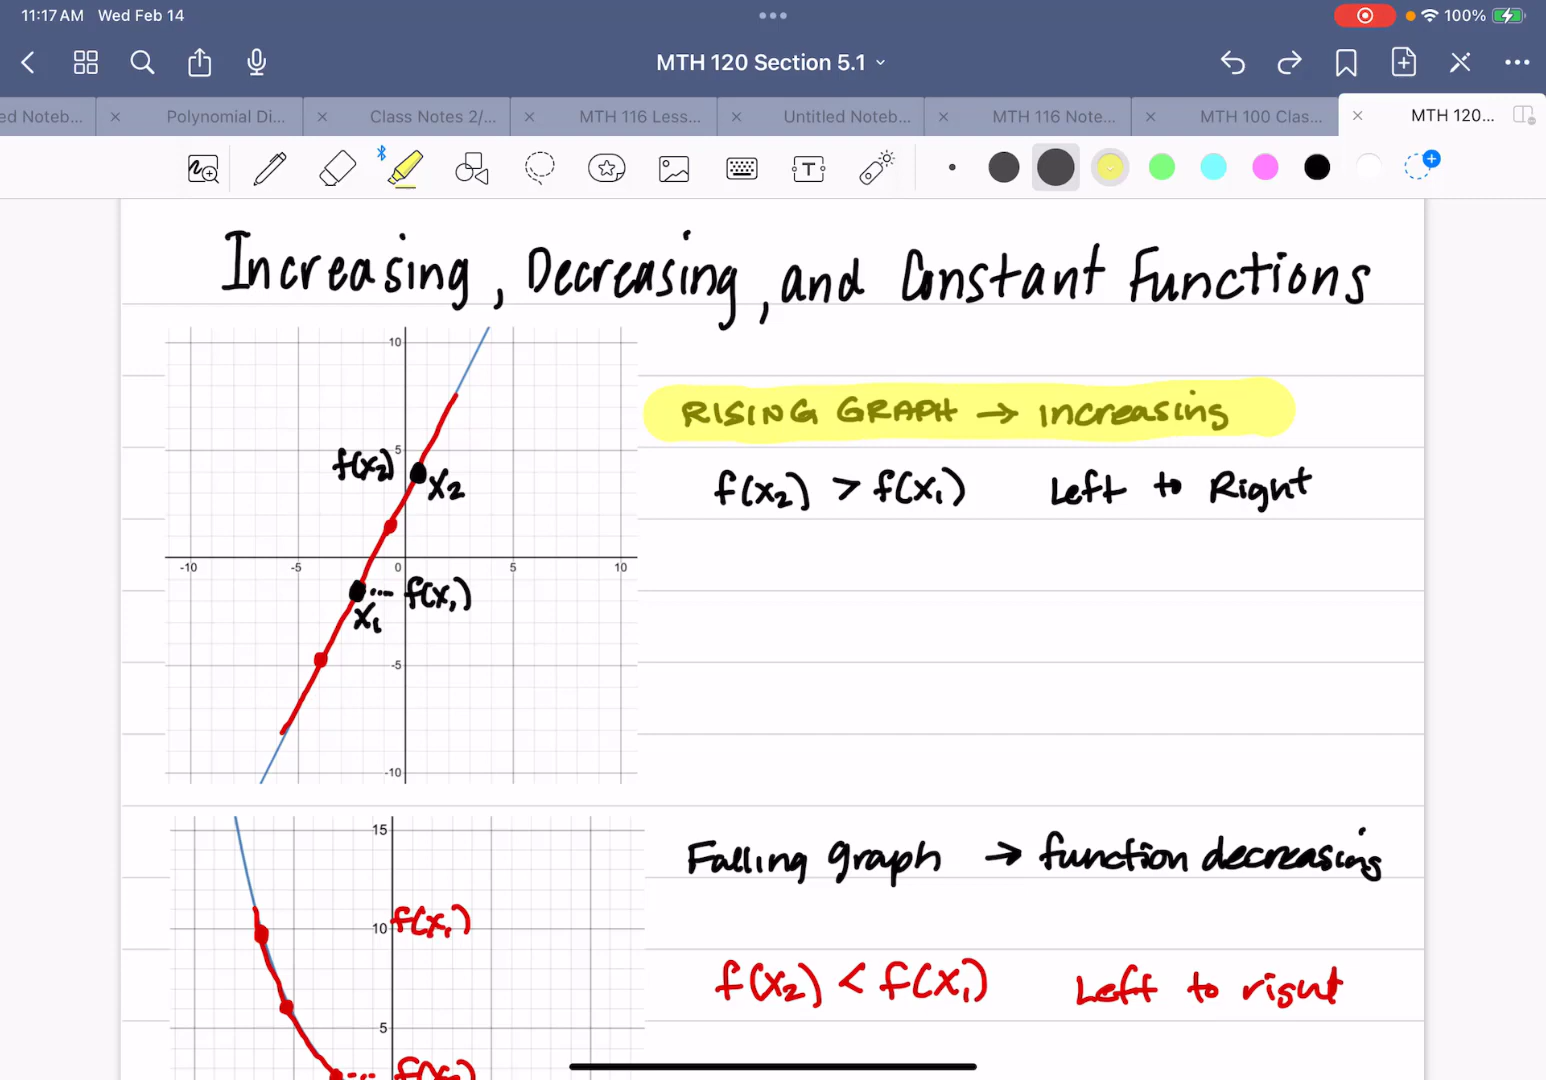 11:17 AM Wed Feb 14
100%
MTH 120 Section 5.1
ed Noteb...
Polynomial Di...
Class Notes 2/...
MTH 116 Less...
Untitled Noteb...
MTH 116 Note...
MTH 100 Clas...
MTH 120...
T
Increasing, Decreasing, and Constant Functions
10
RISING GRAPH → increasing
5
f(x₂)
x₂
f(x₂) > f(x₁) Left to Right
-10 -5 0 5 10
f(x₁)
x₁
-5
-10
15
Falling graph → function decreasing
10
f(x₁)
f(x₂) < f(x₁) Left to right
5
f(x₂)